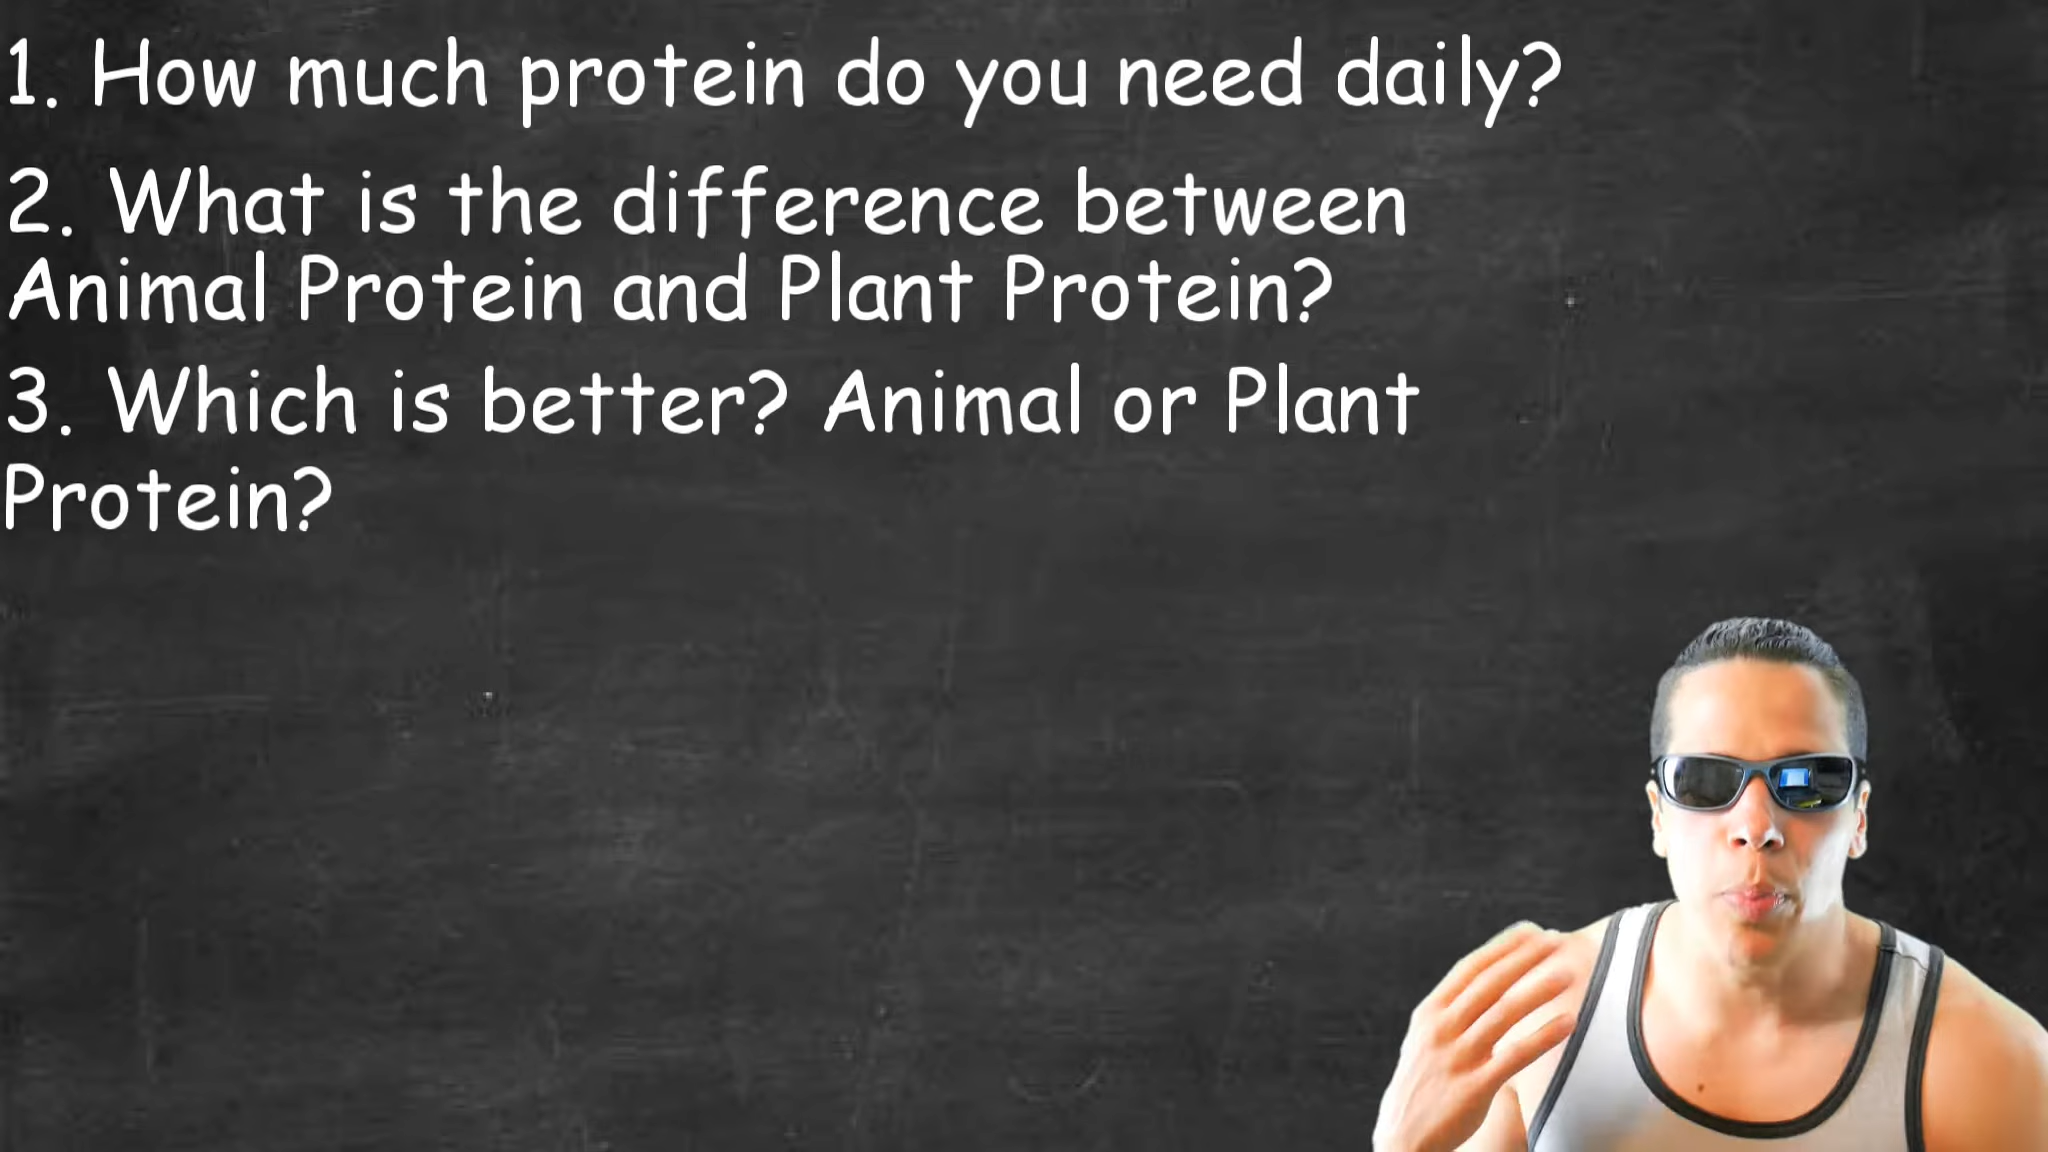 1. How much protein do you need daily?
2. What is the difference between
Animal Protein and Plant Protein?
3. Which is better? Animal or Plant
Protein?